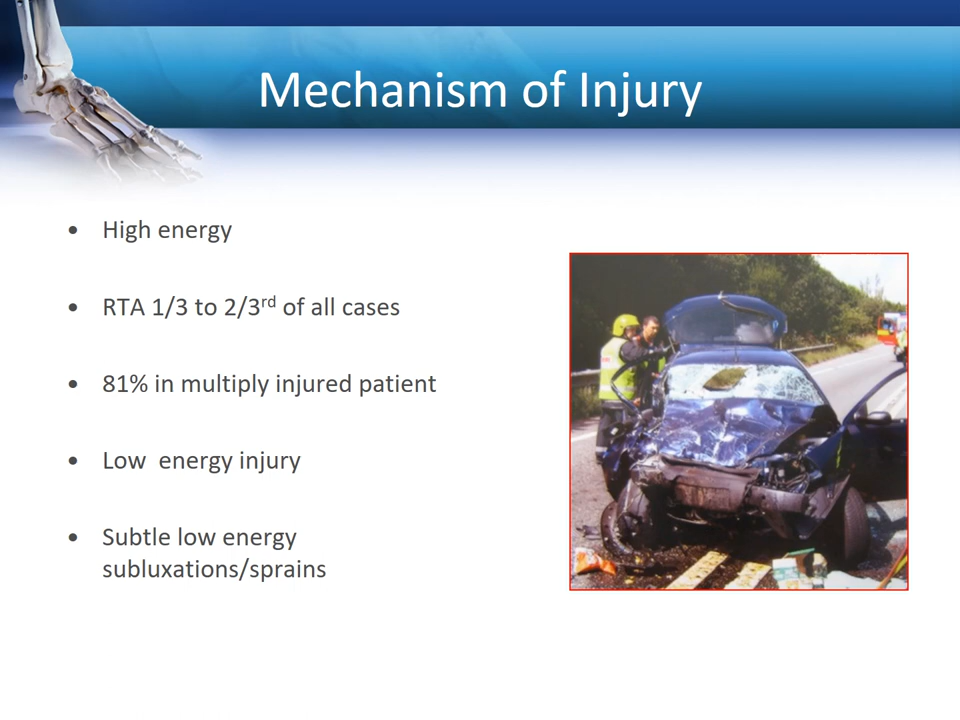 Mechanism of Injury
• High energy
• RTA 1/3 to 2/3rd of all cases
• 81% in multiply injured patient
• Low  energy injury
• Subtle low energy
subluxations/sprains